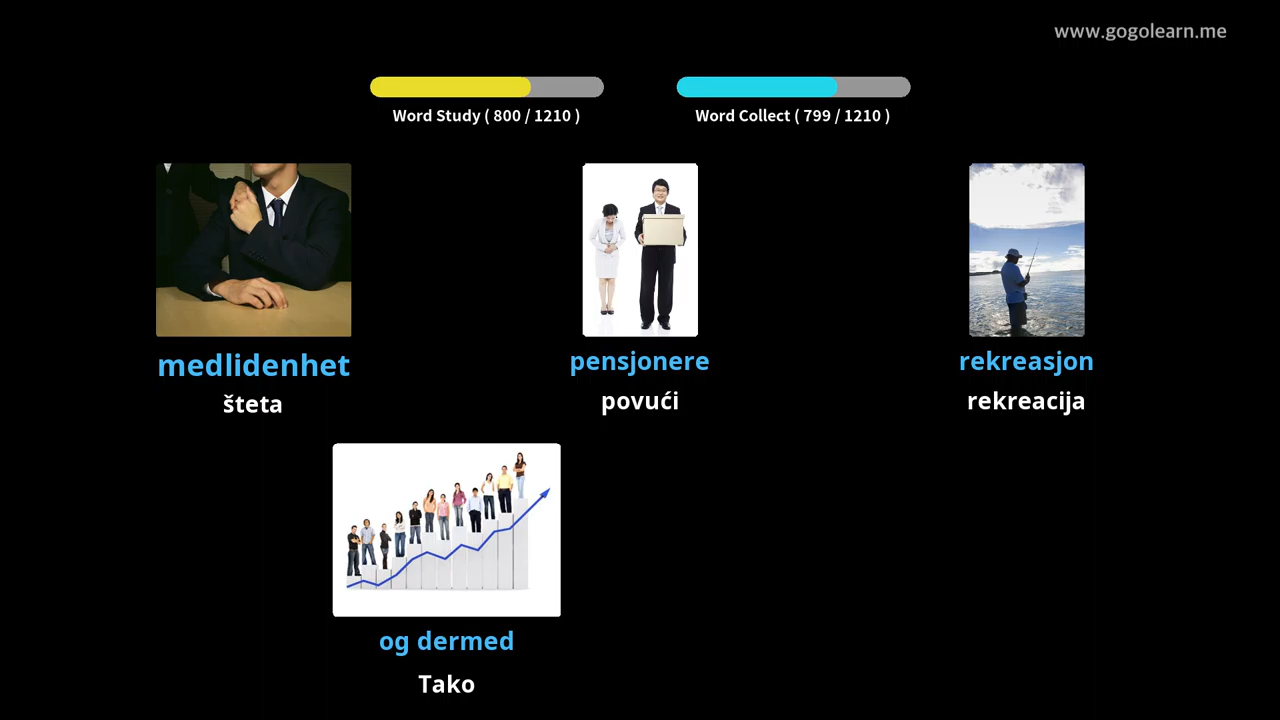 www.gogolearn.me
Word Study ( 800 / 1210 )
Word Collect ( 799 / 1210 )
medlidenhet
šteta
pensjonere
povući
rekreasjon
rekreacija
og dermed
Tako